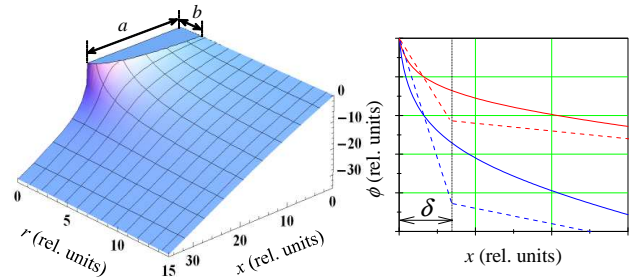 a
b
0
-10
-20
-30
0
5
10
15
30
20
10
0
r (rel. units)
x (rel. units)
ϕ (rel. units)
δ
x (rel. units)